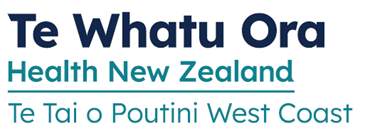 Te Whatu Ora
Health New Zealand
Te Tai o Poutini West Coast